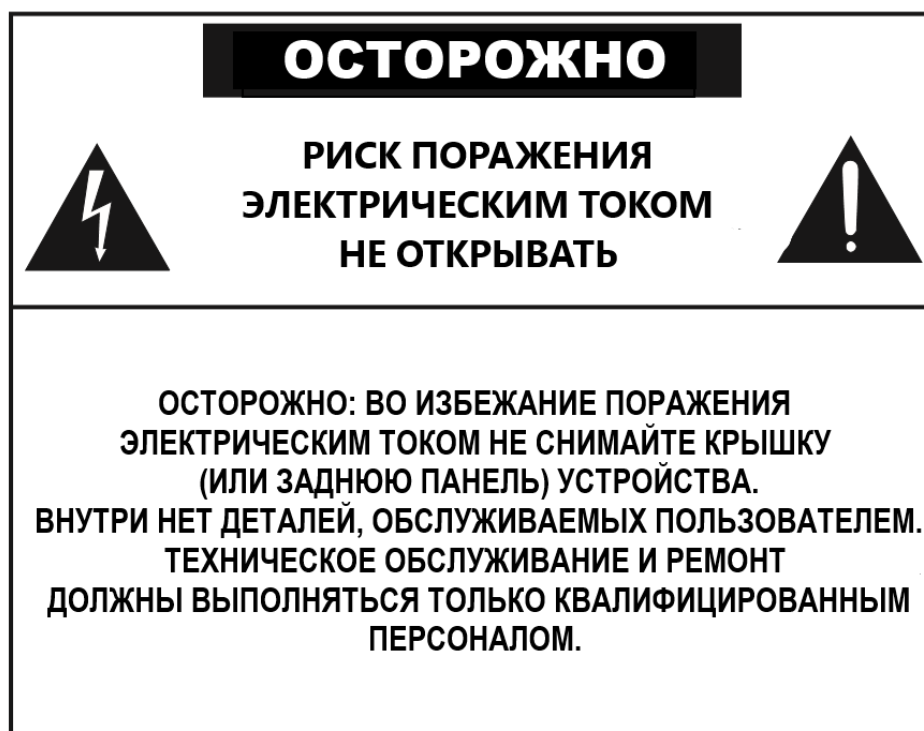 ОСТОРОЖНО
РИСК ПОРАЖЕНИЯ
ЭЛЕКТРИЧЕСКИМ ТОКОМ
НЕ ОТКРЫВАТЬ
ОСТОРОЖНО: ВО ИЗБЕЖАНИЕ ПОРАЖЕНИЯ
ЭЛЕКТРИЧЕСКИМ ТОКОМ НЕ СНИМАЙТЕ КРЫШКУ
(ИЛИ ЗАДНЮЮ ПАНЕЛЬ) УСТРОЙСТВА.
ВНУТРИ НЕТ ДЕТАЛЕЙ, ОБСЛУЖИВАЕМЫХ ПОЛЬЗОВАТЕЛЕМ.
ТЕХНИЧЕСКОЕ ОБСЛУЖИВАНИЕ И РЕМОНТ
ДОЛЖНЫ ВЫПОЛНЯТЬСЯ ТОЛЬКО КВАЛИФИЦИРОВАННЫМ
ПЕРСОНАЛОМ.